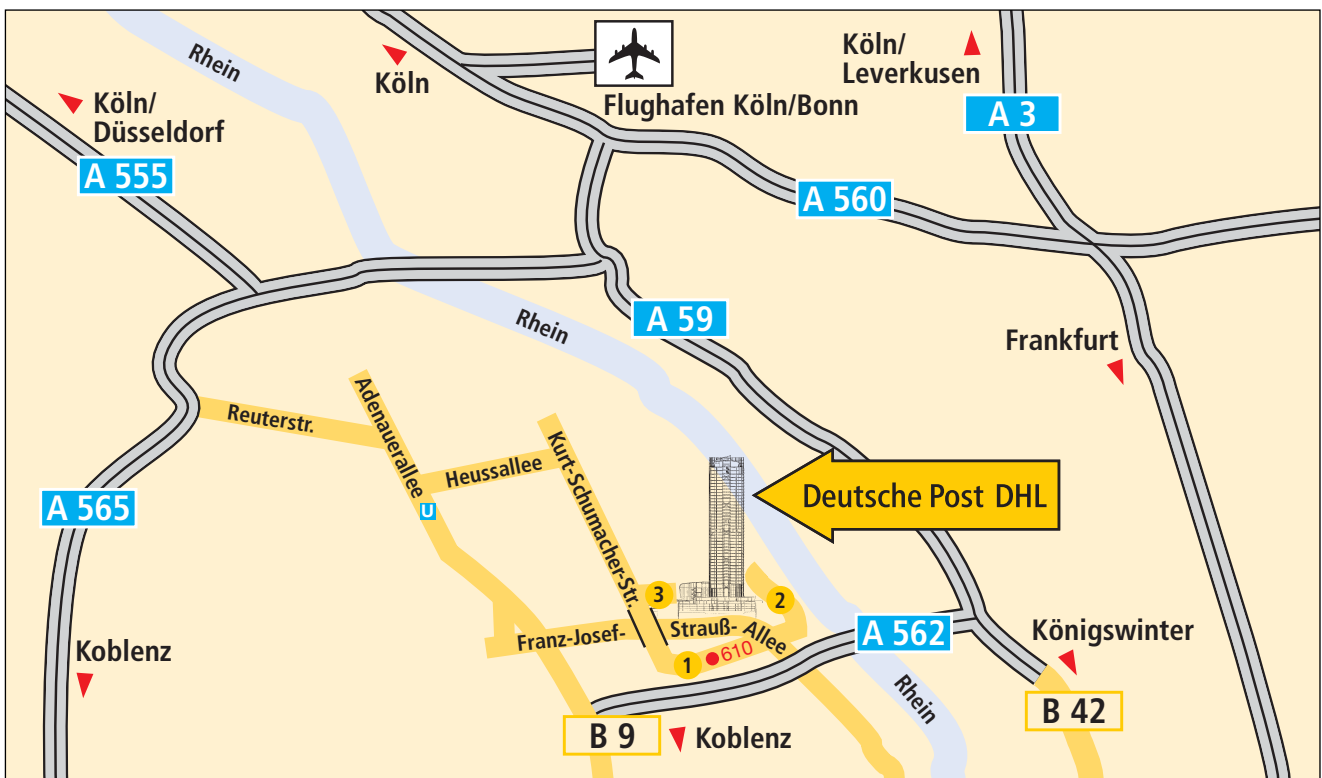 Rhein
Köln
Flughafen Köln/Bonn
Köln/
Leverkusen
A 3
Köln/
Düsseldorf
A 555
A 560
Rhein
A 59
Frankfurt
Reuterstr.
Adenauerallee
Heussallee
Kurt-Schumacher-Str.
Deutsche Post DHL
A 565
U
3
2
Franz-Josef-
Strauß-
Allee
1
610
A 562
Königswinter
Koblenz
Rhein
B 42
B 9
Koblenz